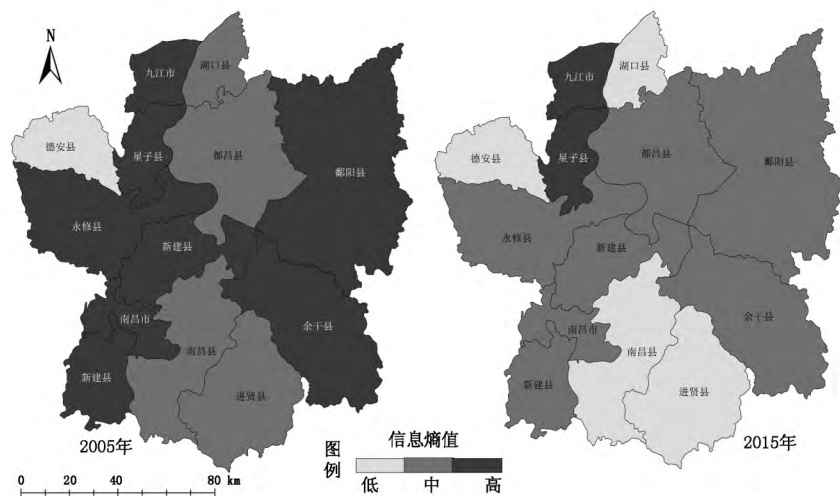 N
九江市
湖口县
德安县
星子县
都昌县
鄱阳县
永修县
新建县
南昌市
余干县
南昌县
新建县
进贤县
2005年
0 20 40 60 80 km
九江市
湖口县
德安县
星子县
都昌县
鄱阳县
永修县
新建县
余干县
南昌市
南昌县
新建县
进贤县
2015年
图例
信息熵值
低 中 高